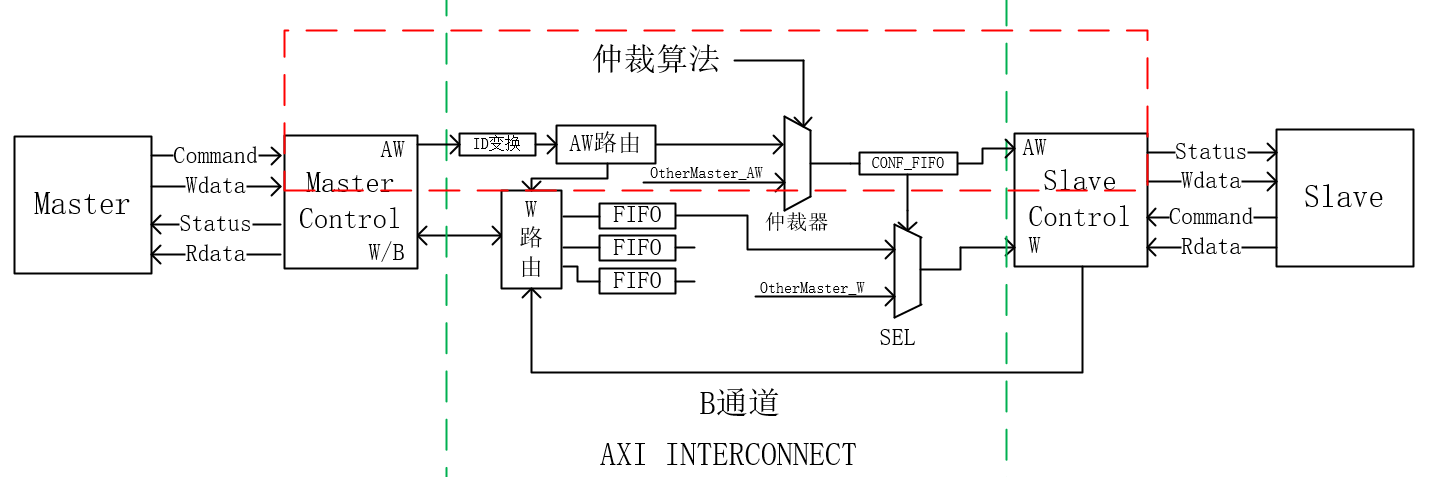 仲裁算法
Master
Command
Wdata
Status
Rdata
AW
Master
Control
W/B
ID变换
AW路由
OtherMaster_AW
仲裁器
W
路
由
FIFO
FIFO
FIFO
OtherMaster_W
CONF_FIFO
SEL
AW
Slave
Control
W
Status
Wdata
Command
Rdata
Slave
B通道
AXI INTERCONNECT